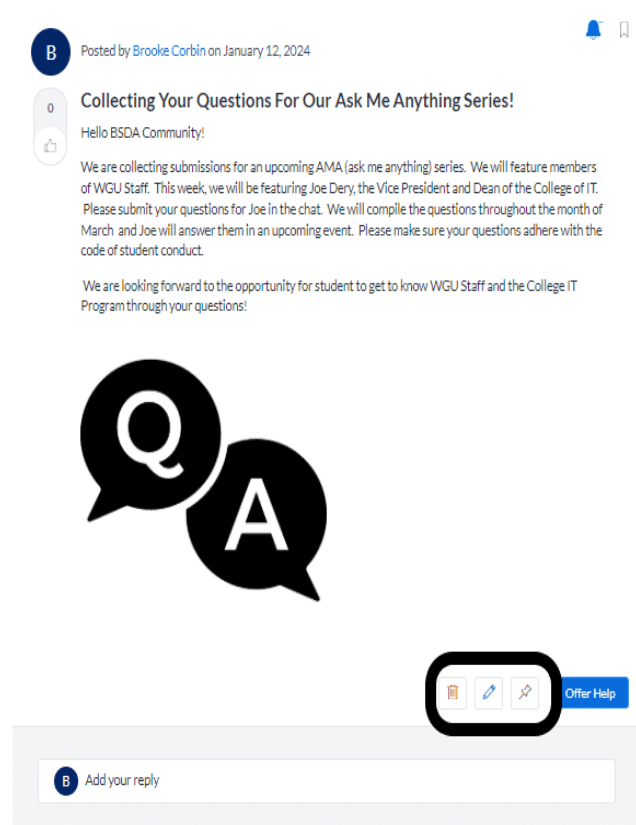 B
Posted by Brooke Corbin on January 12, 2024
0
Collecting Your Questions For Our Ask Me Anything Series!
Hello BSDA Community!
We are collecting submissions for an upcoming AMA (ask me anything) series. We will feature members
of WGU Staff. This week, we will be featuring Joe Dery, the Vice President and Dean of the College of IT.
Please submit your questions for Joe in the chat. We will compile the questions throughout the month of
March and Joe will answer them in an upcoming event. Please make sure your questions adhere with the
code of student conduct.
We are looking forward to the opportunity for student to get to know WGU Staff and the College IT
Program through your questions!
Q
A
Offer Help
B
Add your reply